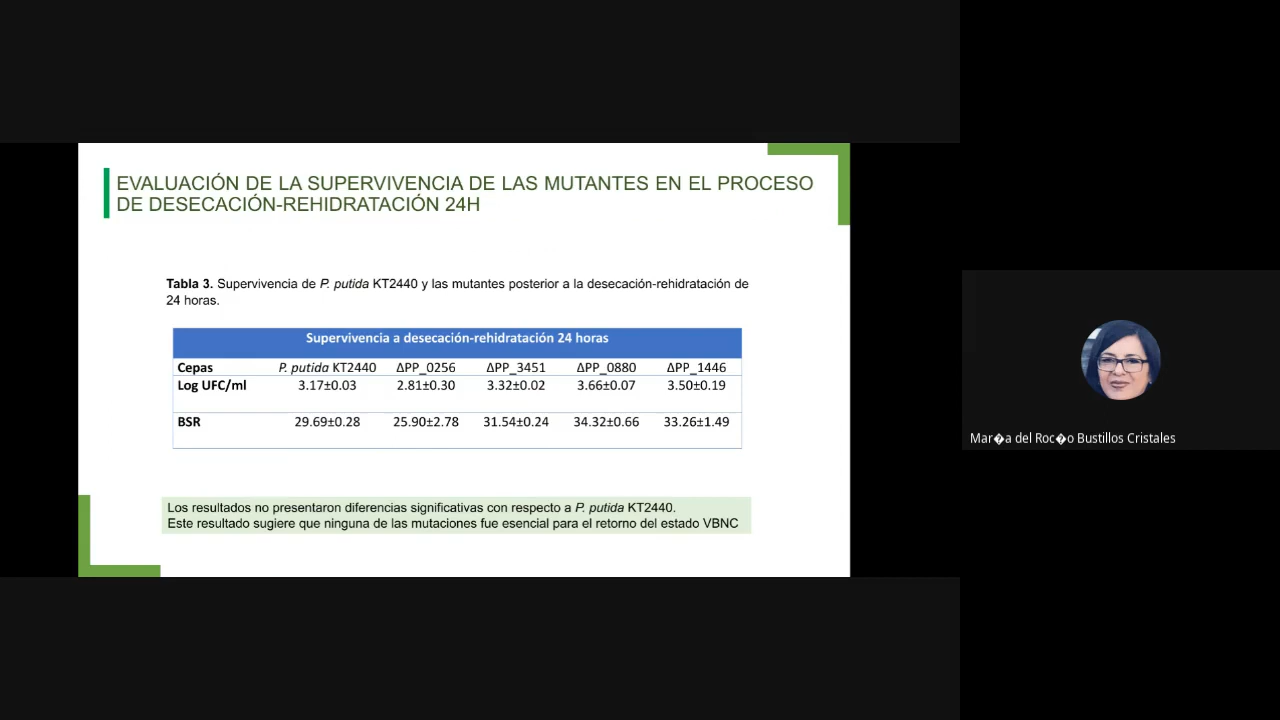 EVALUACIÓN DE LA SUPERVIVENCIA DE LAS MUTANTES EN EL PROCESO
DE DESECACIÓN-REHIDRATACIÓN 24H
Tabla 3. Supervivencia de P. putida KT2440 y las mutantes posterior a la desecación-rehidratación de
24 horas.
Supervivencia a desecación-rehidratación 24 horas
Cepas P. putida KT2440 ΔPP_0256 ΔPP_3451 ΔPP_0880 ΔPP_1446
Log UFC/ml 3.17±0.03 2.81±0.30 3.32±0.02 3.66±0.07 3.50±0.19
BSR 29.69±0.28 25.90±2.78 31.54±0.24 34.32±0.66 33.26±1.49
Los resultados no presentaron diferencias significativas con respecto a P. putida KT2440.
Este resultado sugiere que ninguna de las mutaciones fue esencial para el retorno del estado VBNC
Mar�a del Roc�o Bustillos Cristales